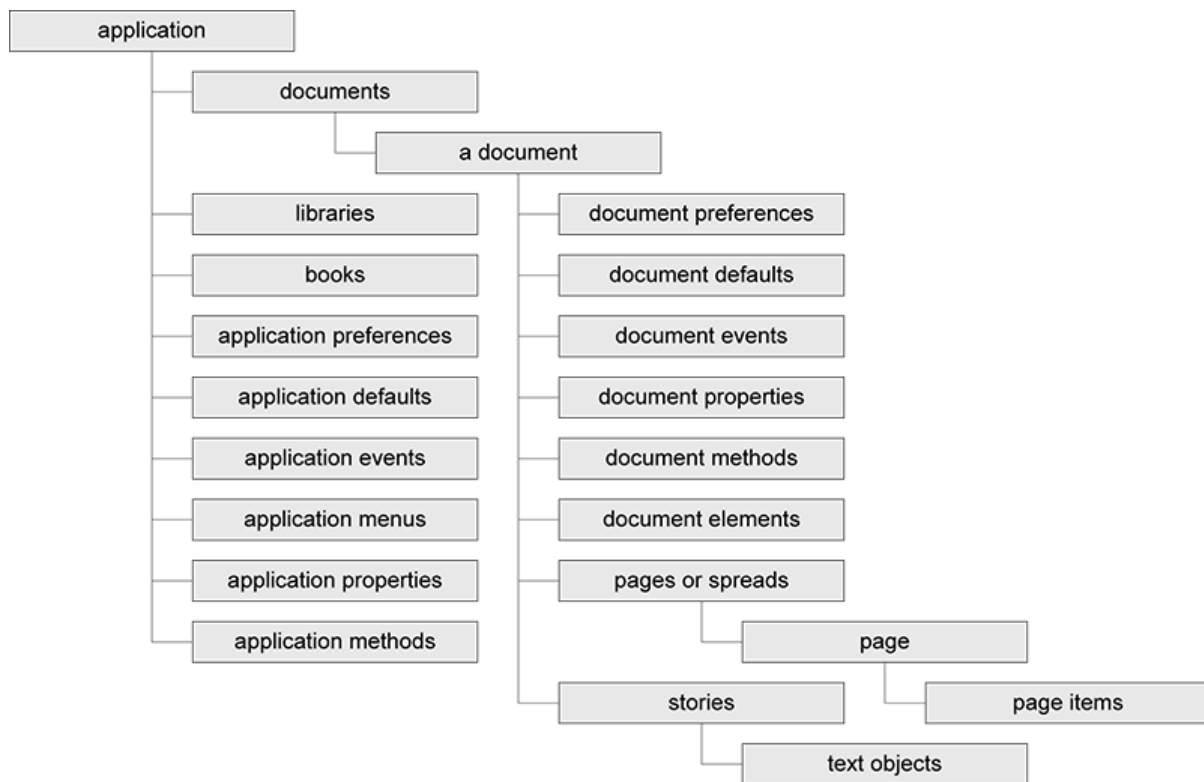 application
documents
a document
libraries
document preferences
books
document defaults
application preferences
document events
application defaults
document properties
application events
document methods
application menus
document elements
application properties
pages or spreads
application methods
page
stories
page items
text objects